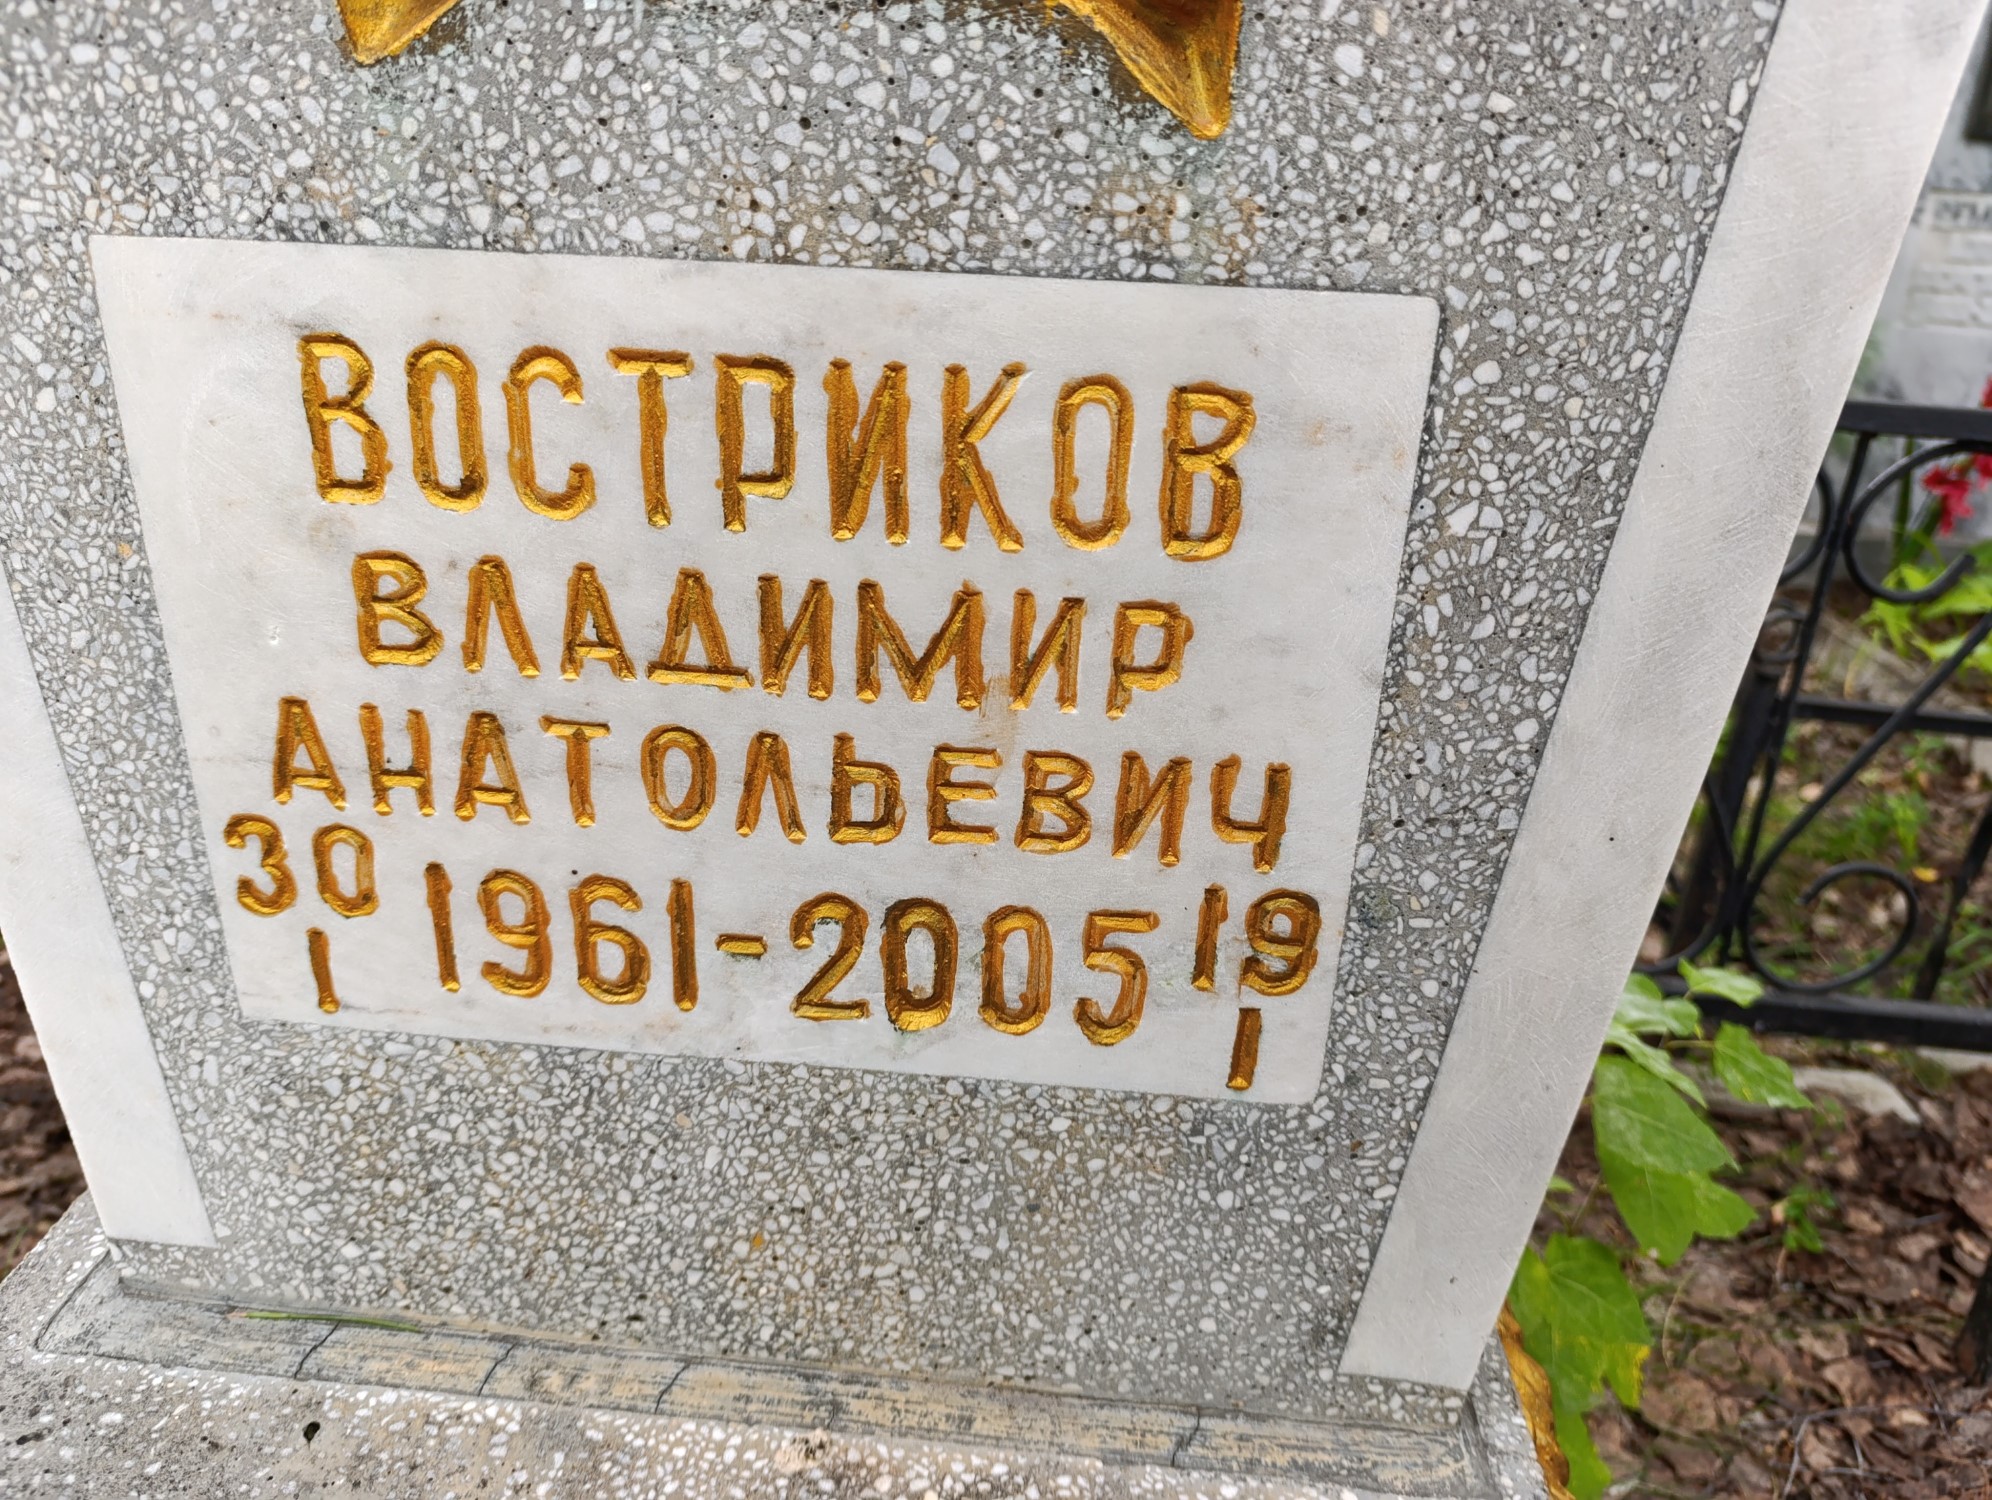 ВОСТРИКОВ
ВЛАДИМИР
АНАТОЛЬЕВИЧ
30 1961-2005 19
I I